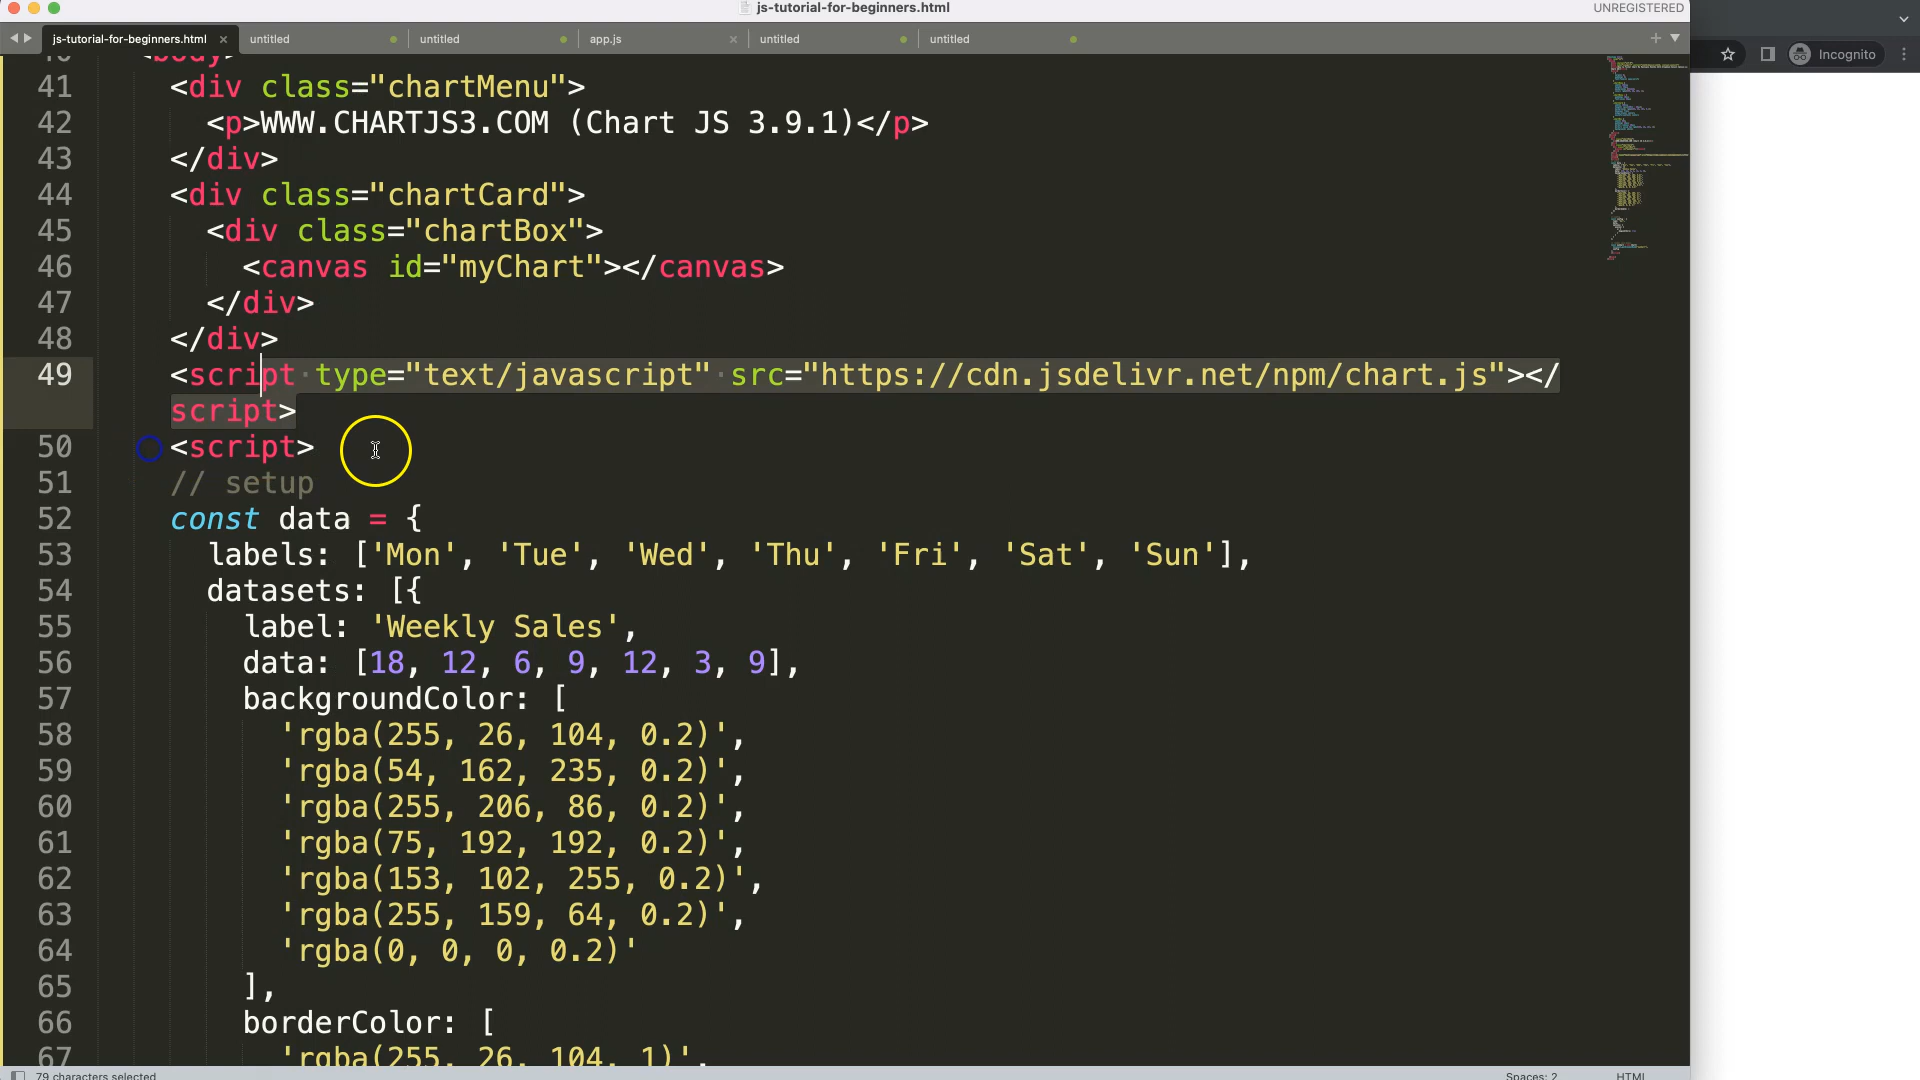 js-tutorial-for-beginners.html
UNREGISTERED
js-tutorial-for-beginners.html × untitled untitled app.js × untitled untitled
Incognito
<body>
41 <div class="chartMenu">
42 <p>WWW.CHARTJS3.COM (Chart JS 3.9.1)</p>
43 </div>
44 <div class="chartCard">
45 <div class="chartBox">
46 <canvas id="myChart"></canvas>
47 </div>
48 </div>
49 <script type="text/javascript" src="https://cdn.jsdelivr.net/npm/chart.js"></
script>
50 <script>
51 // setup
52 const data = {
53 labels: ['Mon', 'Tue', 'Wed', 'Thu', 'Fri', 'Sat', 'Sun'],
54 datasets: [{
55 label: 'Weekly Sales',
56 data: [18, 12, 6, 9, 12, 3, 9],
57 backgroundColor: [
58 'rgba(255, 26, 104, 0.2)',
59 'rgba(54, 162, 235, 0.2)',
60 'rgba(255, 206, 86, 0.2)',
61 'rgba(75, 192, 192, 0.2)',
62 'rgba(153, 102, 255, 0.2)',
63 'rgba(255, 159, 64, 0.2)',
64 'rgba(0, 0, 0, 0.2)'
65 ],
66 borderColor: [
67 'rgba(255, 26, 104, 1)',
79 characters selected
Spaces: 2
HTML